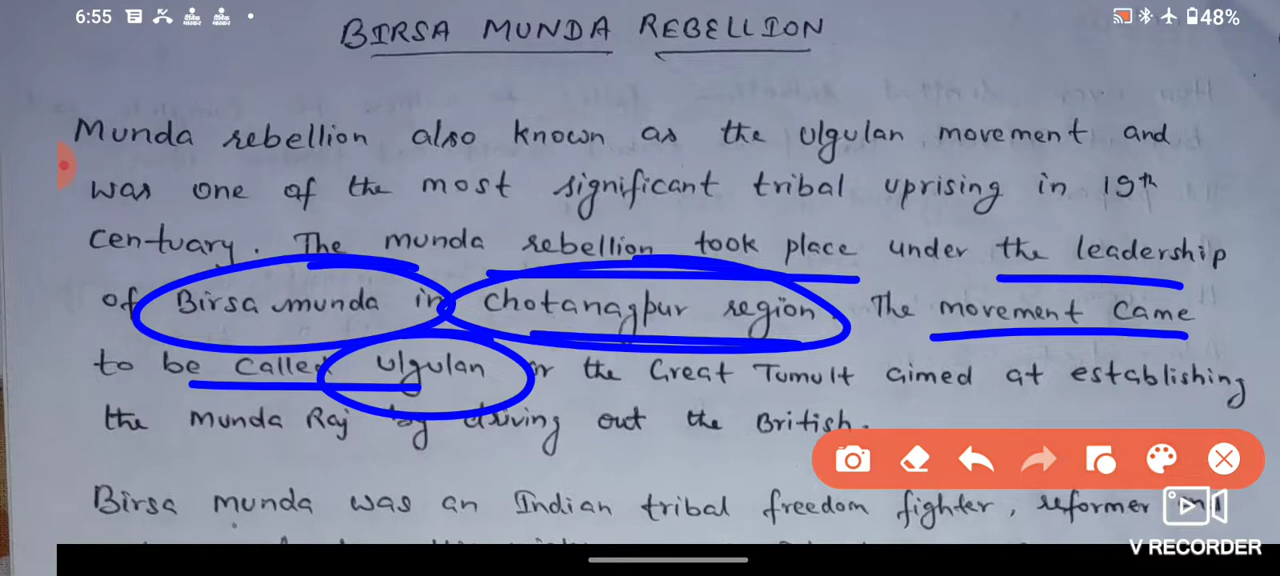 6:55
48%
BIRSA MUNDA REBELLION
Munda rebellion also known as the Ulgulan movement and
was one of the most significant tribal uprising in 19th
centuary. The munda rebellion took place under the leadership
of Birsa munda in Chotanagpur region. The movement came
to be called Ulgulan or the Great Tumult aimed at establishing
the Munda Raj by driving out the British.
Birsa munda was an Indian tribal freedom fighter, reformer and
V RECORDER